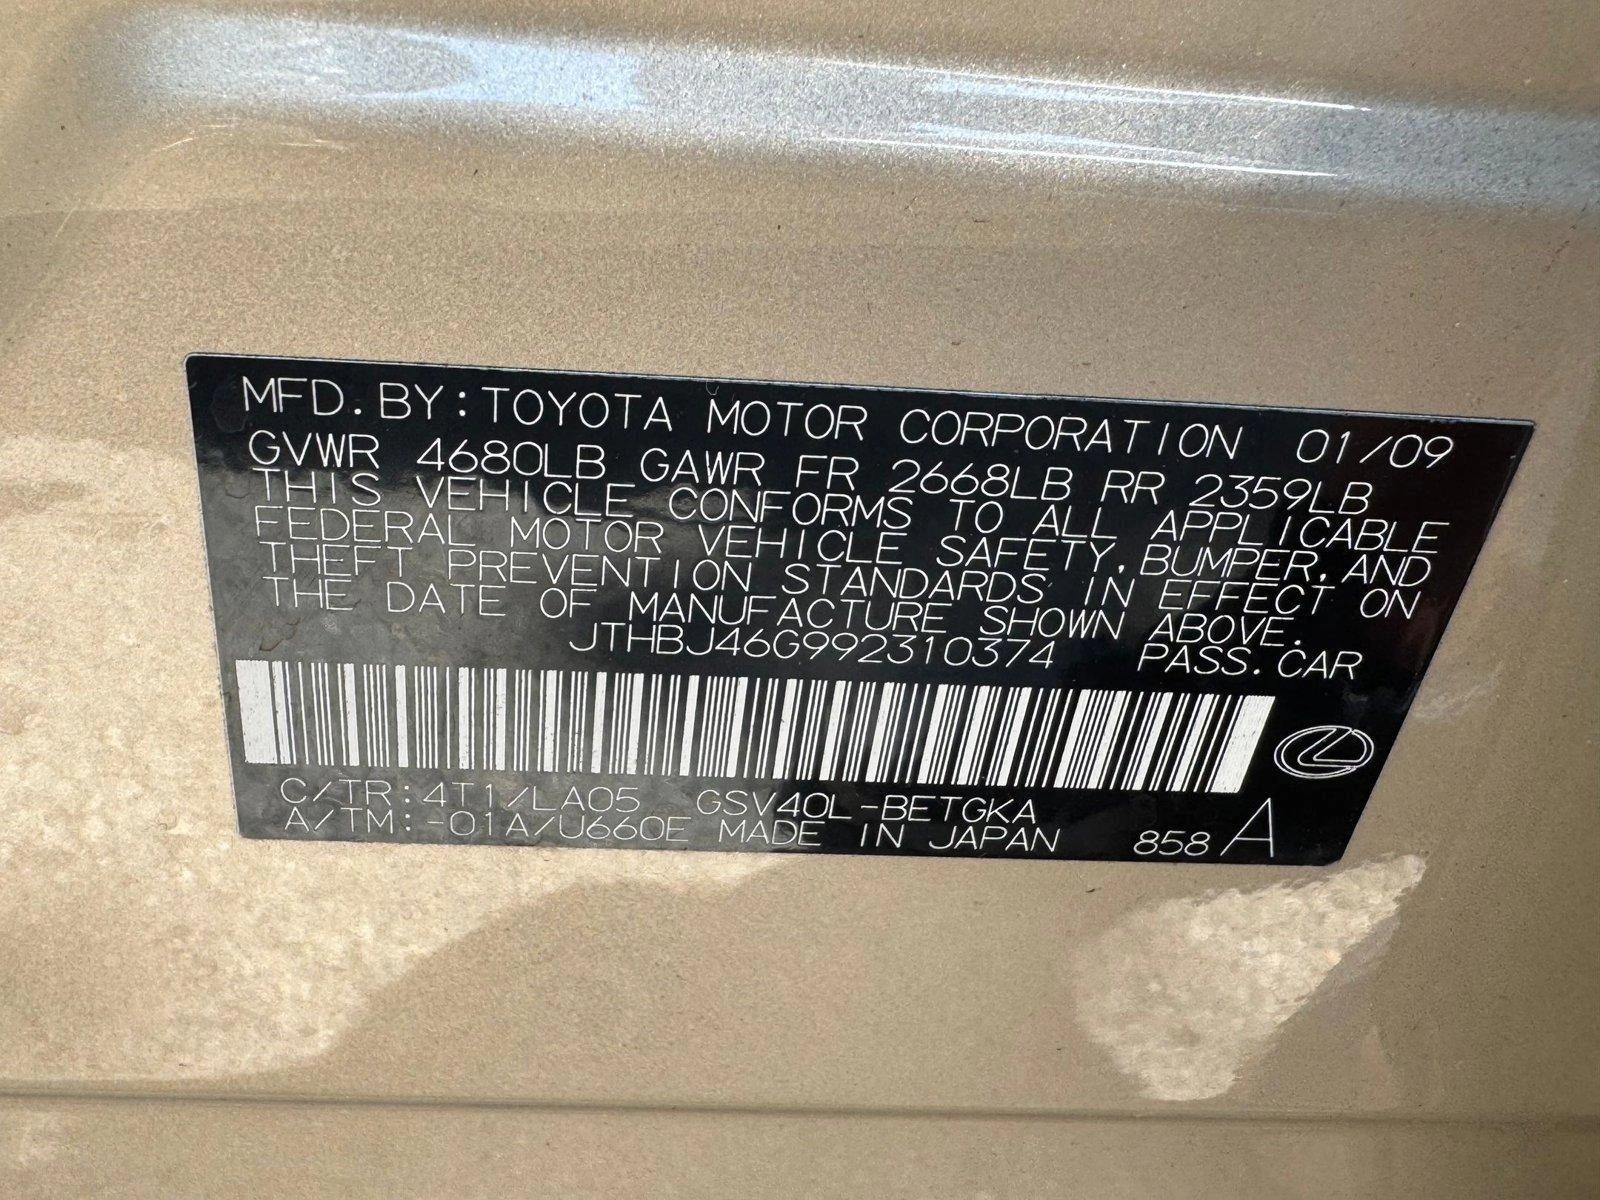 MFD. BY: TOYOTA MOTOR CORPORATION 01/09
GVWR 4680LB GAWR FR 2668LB RR 2359LB
THIS VEHICLE CONFORMS TO ALL APPLICABLE
FEDERAL MOTOR VEHICLE SAFETY, BUMPER, AND
THEFT PREVENTION STANDARDS IN EFFECT ON
THE DATE OF MANUFACTURE SHOWN ABOVE.
JTHBJ46G992310374 PASS. CAR
C/TR: 4T1/LA05 GSV40L-BETGKA
A/TM: -01A/U660E MADE IN JAPAN 858 A